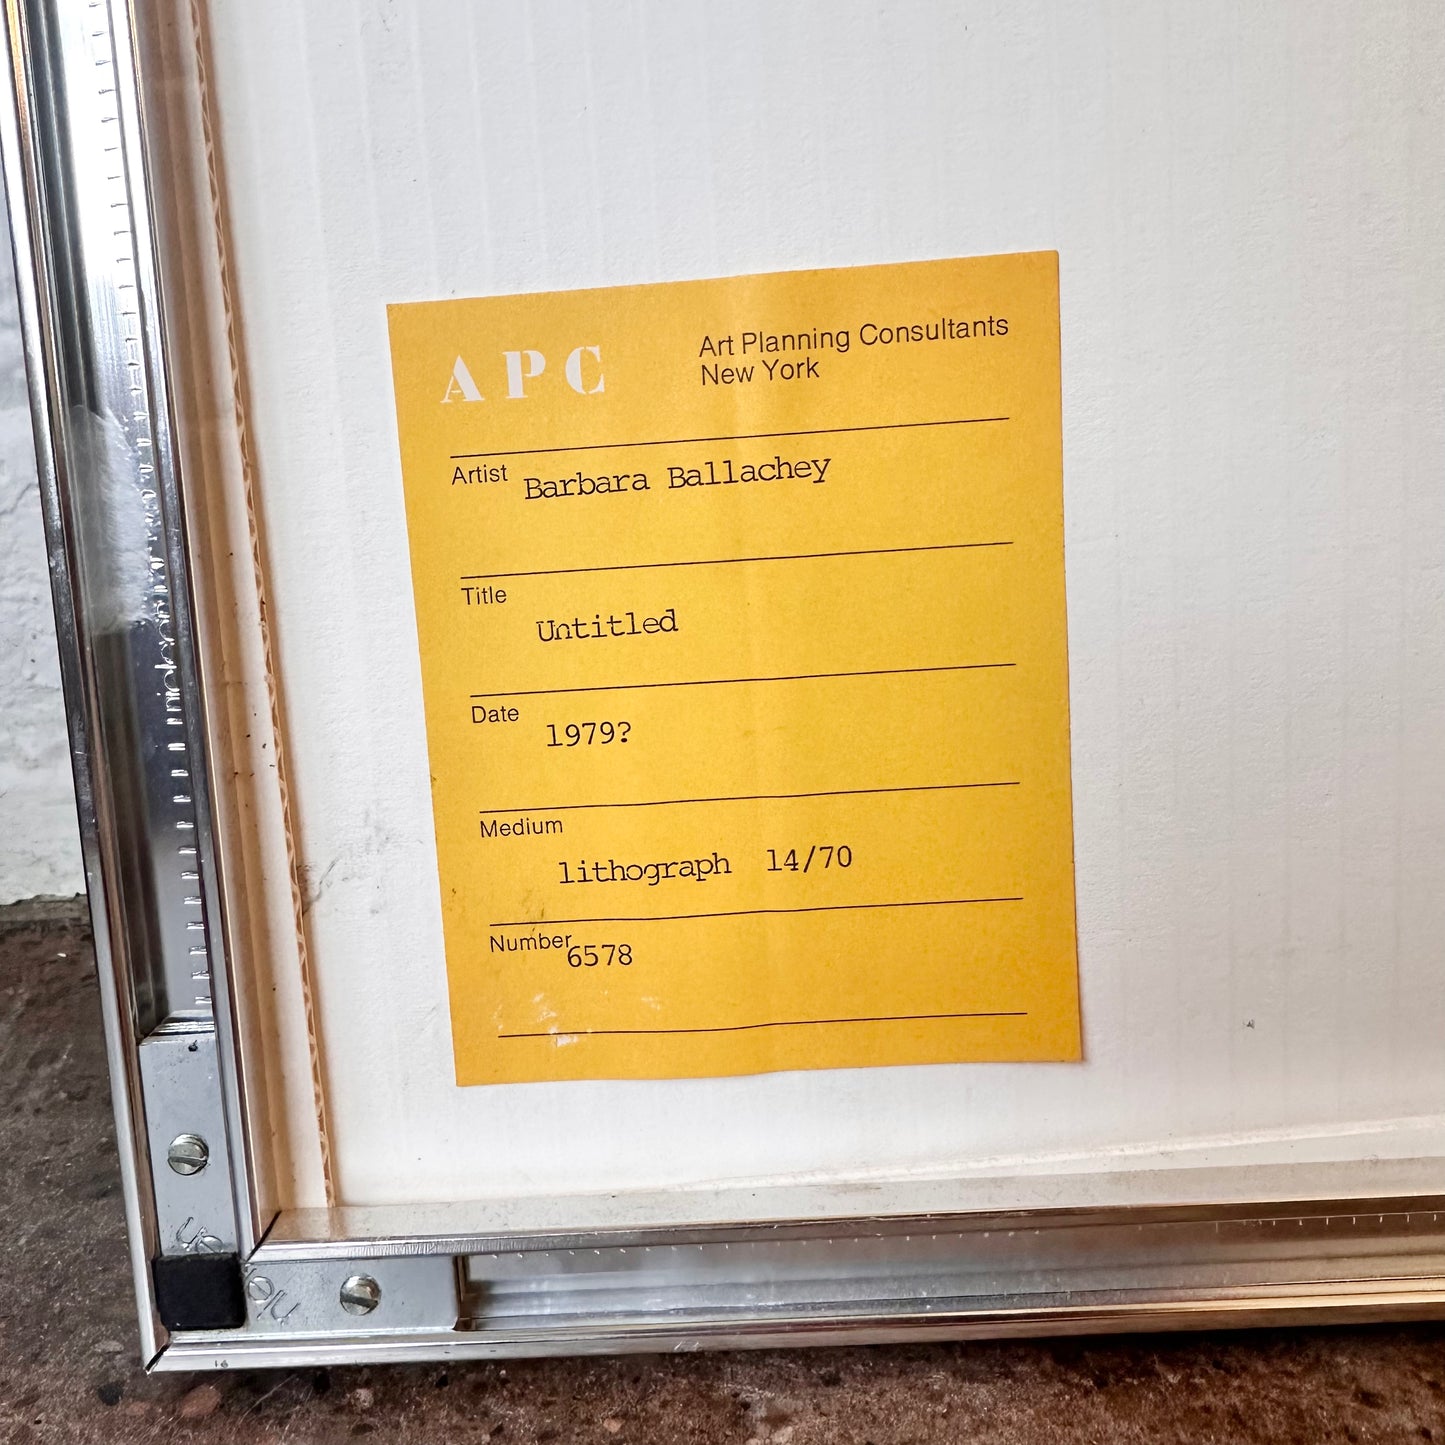 APC
Art Planning Consultants
New York
Artist Barbara Ballachey
Title
Untitled
Date
1979?
Medium
lithograph 14/70
Number 6578
16